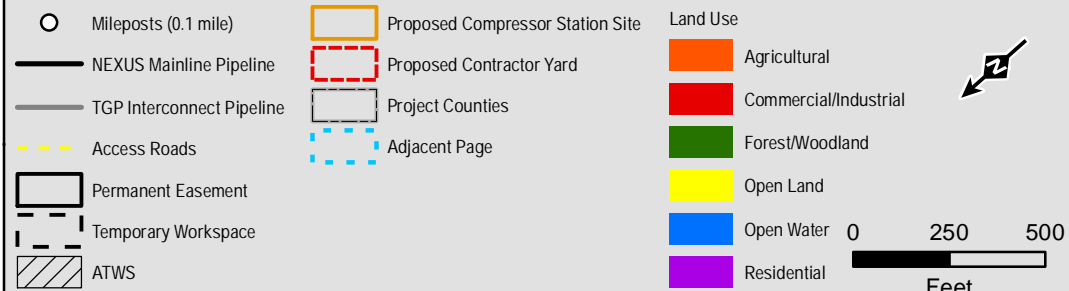 Mileposts (0.1 mile)
NEXUS Mainline Pipeline
TGP Interconnect Pipeline
Access Roads
Permanent Easement
Temporary Workspace
ATWS
Proposed Compressor Station Site
Proposed Contractor Yard
Project Counties
Adjacent Page
Land Use
Agricultural
Commercial/Industrial
Forest/Woodland
Open Land
Open Water
Residential
N
0 250 500
Feet